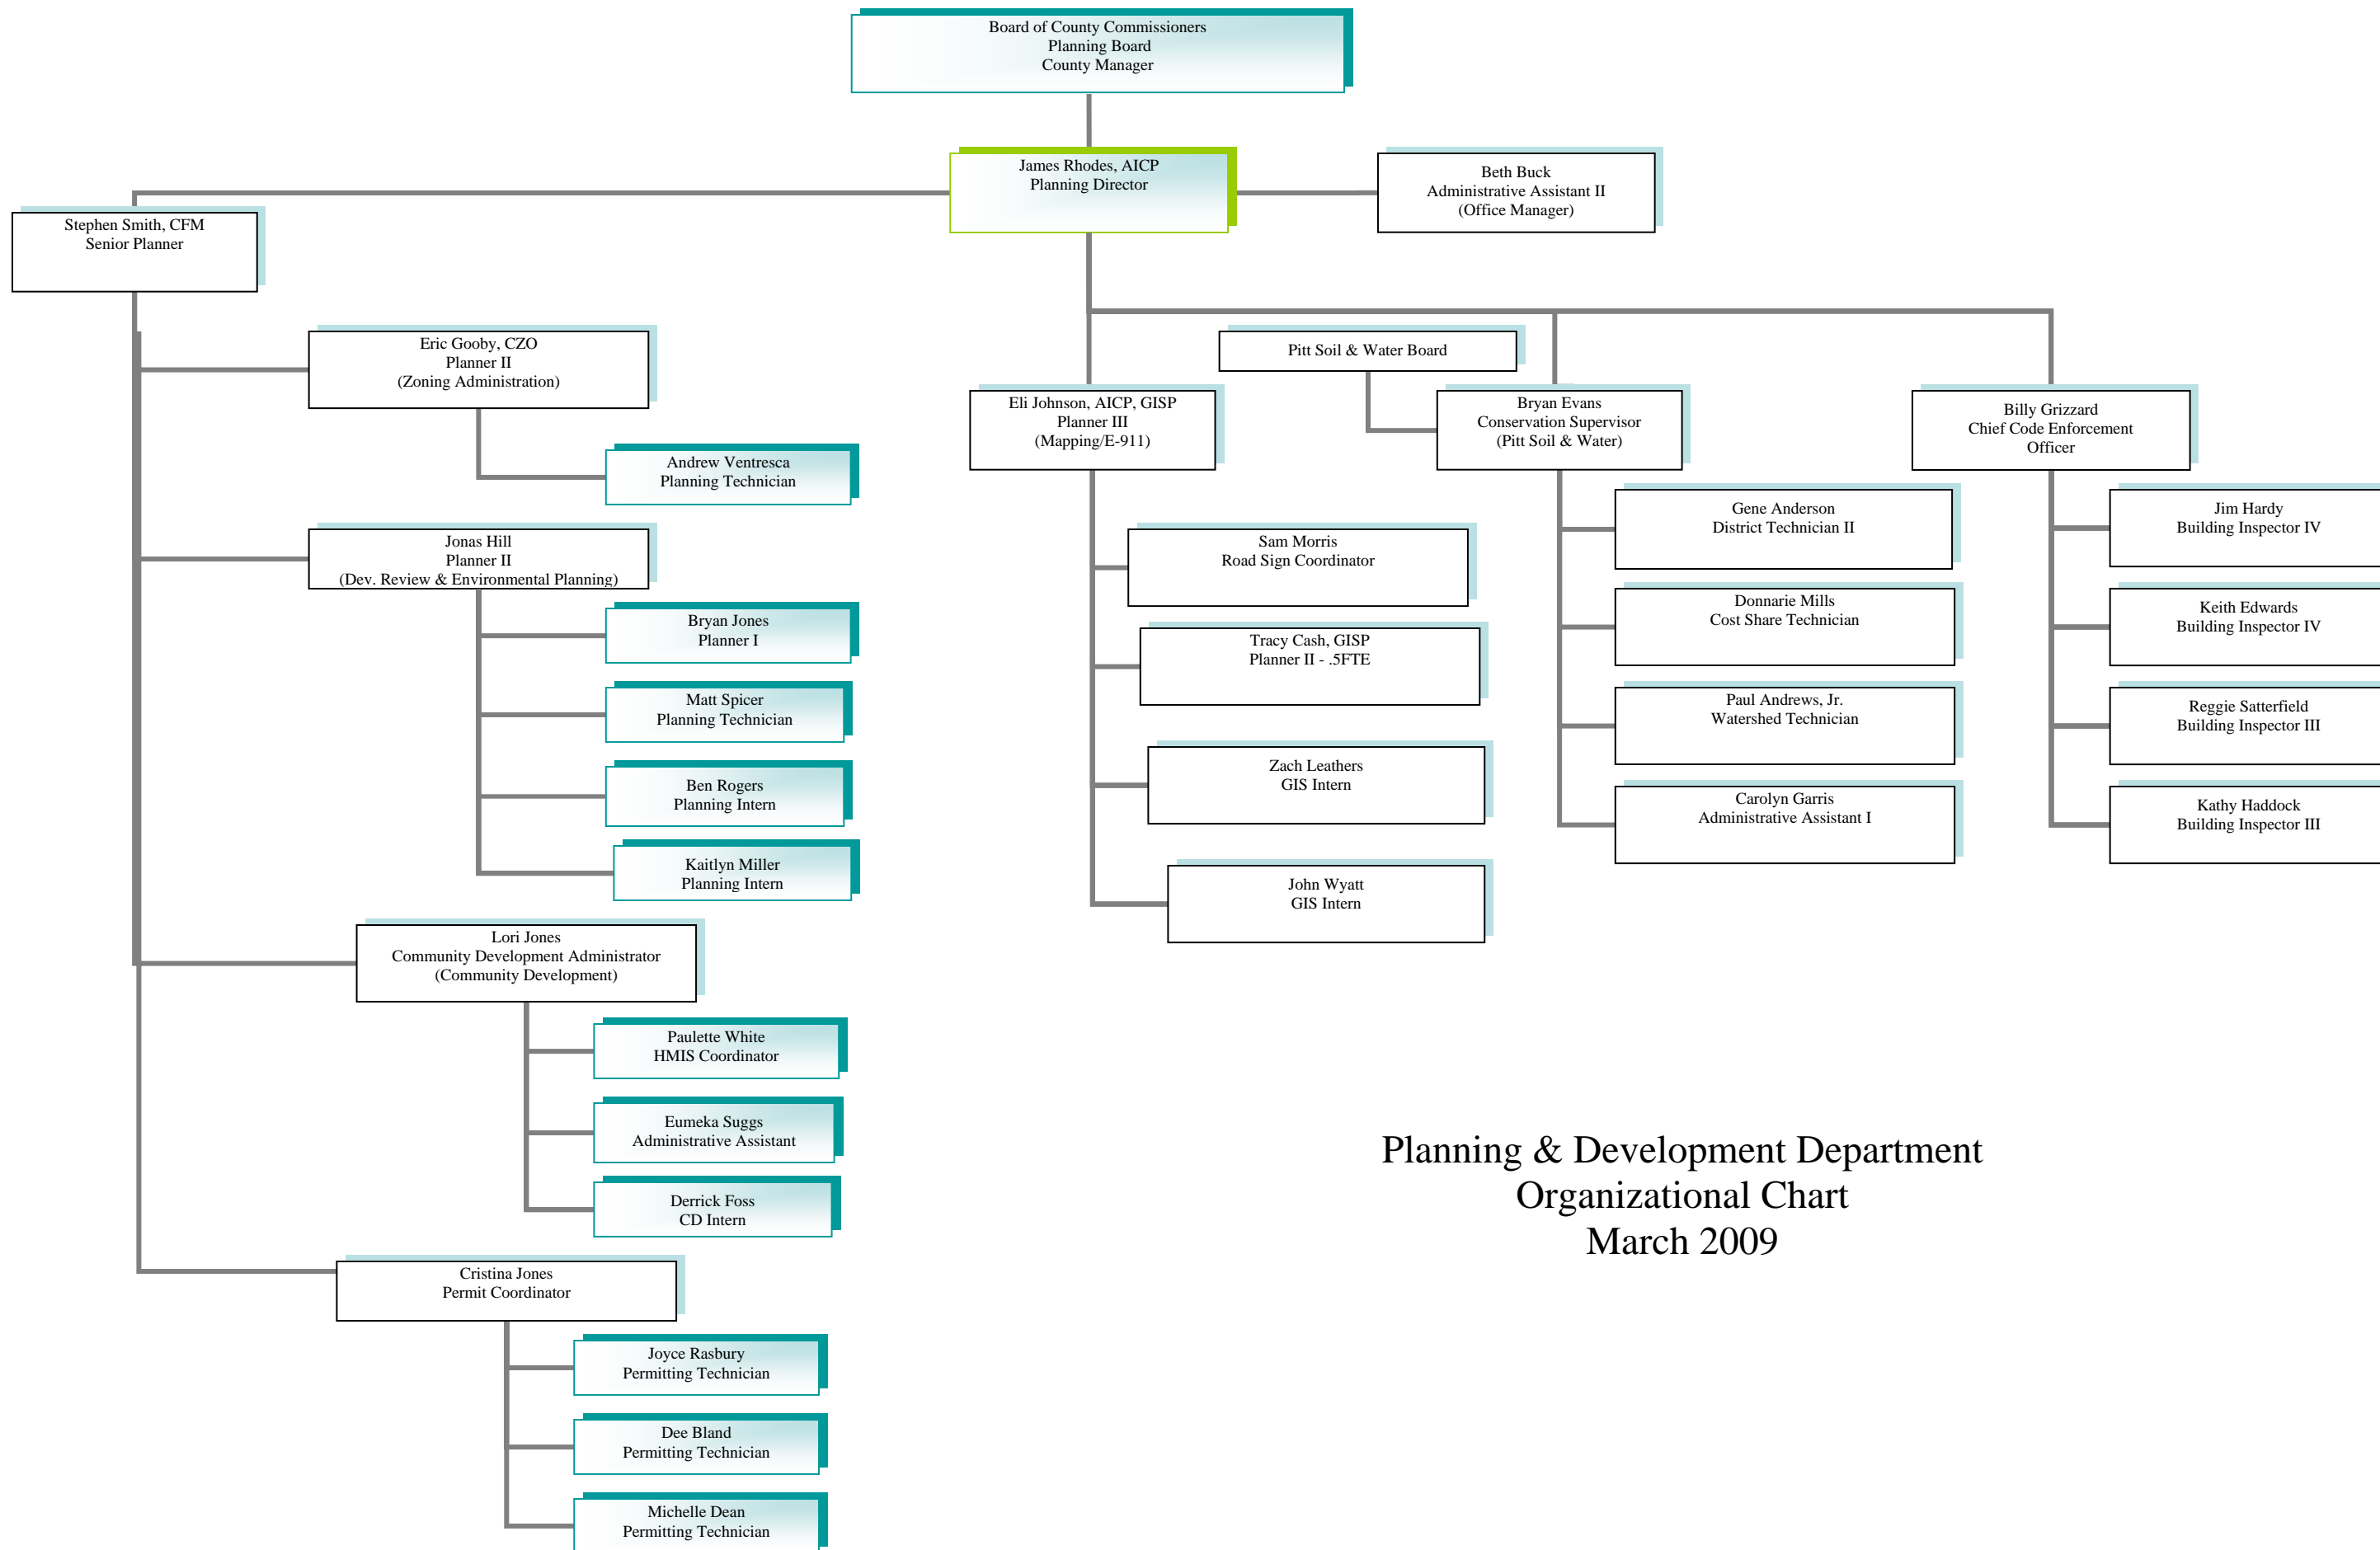 Board of County Commissioners
Planning Board
County Manager
James Rhodes, AICP
Planning Director
Beth Buck
Administrative Assistant II
(Office Manager)
Stephen Smith, CFM
Senior Planner
Eric Gooby, CZO
Planner II
(Zoning Administration)
Andrew Ventresca
Planning Technician
Jonas Hill
Planner II
(Dev. Review & Environmental Planning)
Bryan Jones
Planner I
Matt Spicer
Planning Technician
Ben Rogers
Planning Intern
Kaitlyn Miller
Planning Intern
Lori Jones
Community Development Administrator
(Community Development)
Paulette White
HMIS Coordinator
Eumeka Suggs
Administrative Assistant
Derrick Foss
CD Intern
Cristina Jones
Permit Coordinator
Joyce Rasbury
Permitting Technician
Dee Bland
Permitting Technician
Michelle Dean
Permitting Technician
Eli Johnson, AICP, GISP
Planner III
(Mapping/E-911)
Sam Morris
Road Sign Coordinator
Tracy Cash, GISP
Planner II - .5FTE
Zach Leathers
GIS Intern
John Wyatt
GIS Intern
Pitt Soil & Water Board
Bryan Evans
Conservation Supervisor
(Pitt Soil & Water)
Gene Anderson
District Technician II
Donnarie Mills
Cost Share Technician
Paul Andrews, Jr.
Watershed Technician
Carolyn Garris
Administrative Assistant I
Billy Grizzard
Chief Code Enforcement
Officer
Jim Hardy
Building Inspector IV
Keith Edwards
Building Inspector IV
Reggie Satterfield
Building Inspector III
Kathy Haddock
Building Inspector III
Planning & Development Department
Organizational Chart
March 2009